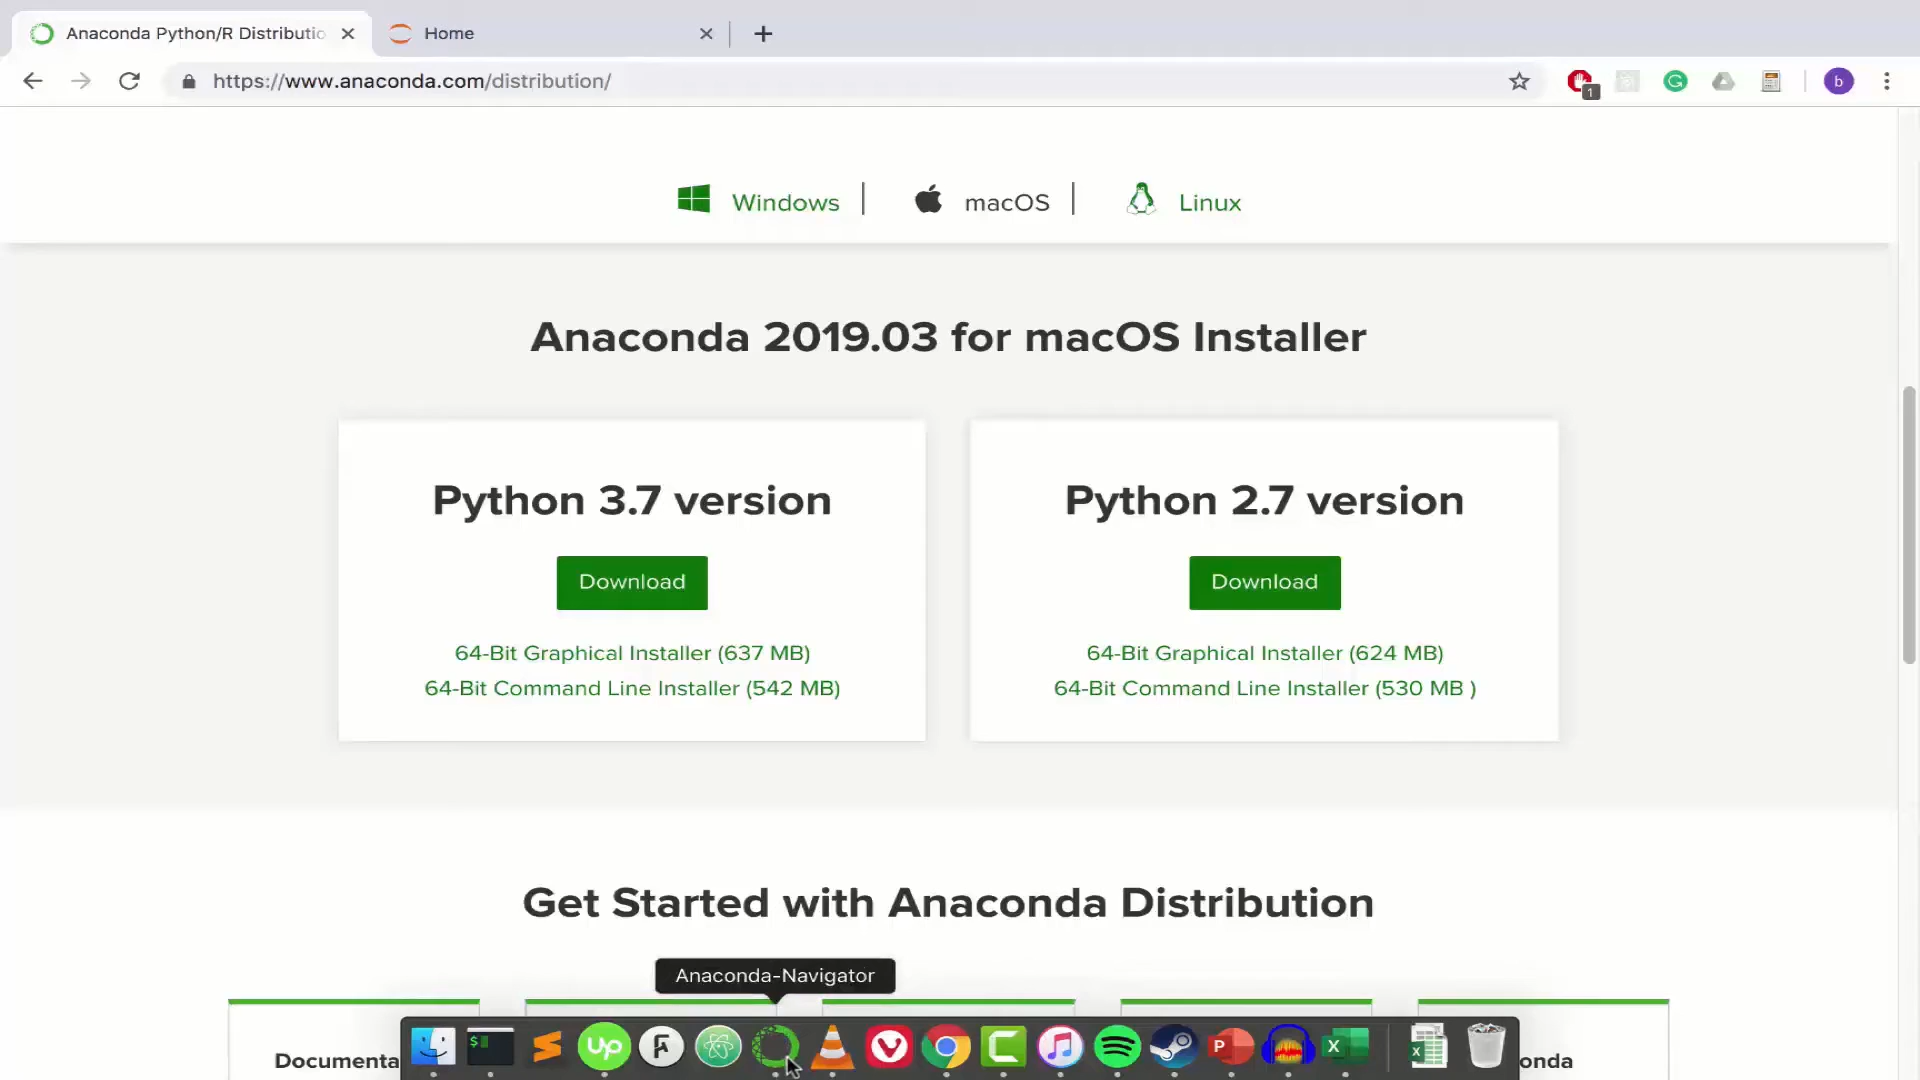 Anaconda Python/R Distributio
Home
https://www.anaconda.com/distribution/
1
b
Windows
macOS
Linux
Anaconda 2019.03 for macOS Installer
Python 3.7 version
Download
64-Bit Graphical Installer (637 MB)
64-Bit Command Line Installer (542 MB)
Python 2.7 version
Download
64-Bit Graphical Installer (624 MB)
64-Bit Command Line Installer (530 MB )
Get Started with Anaconda Distribution
Anaconda-Navigator
Documenta
onda